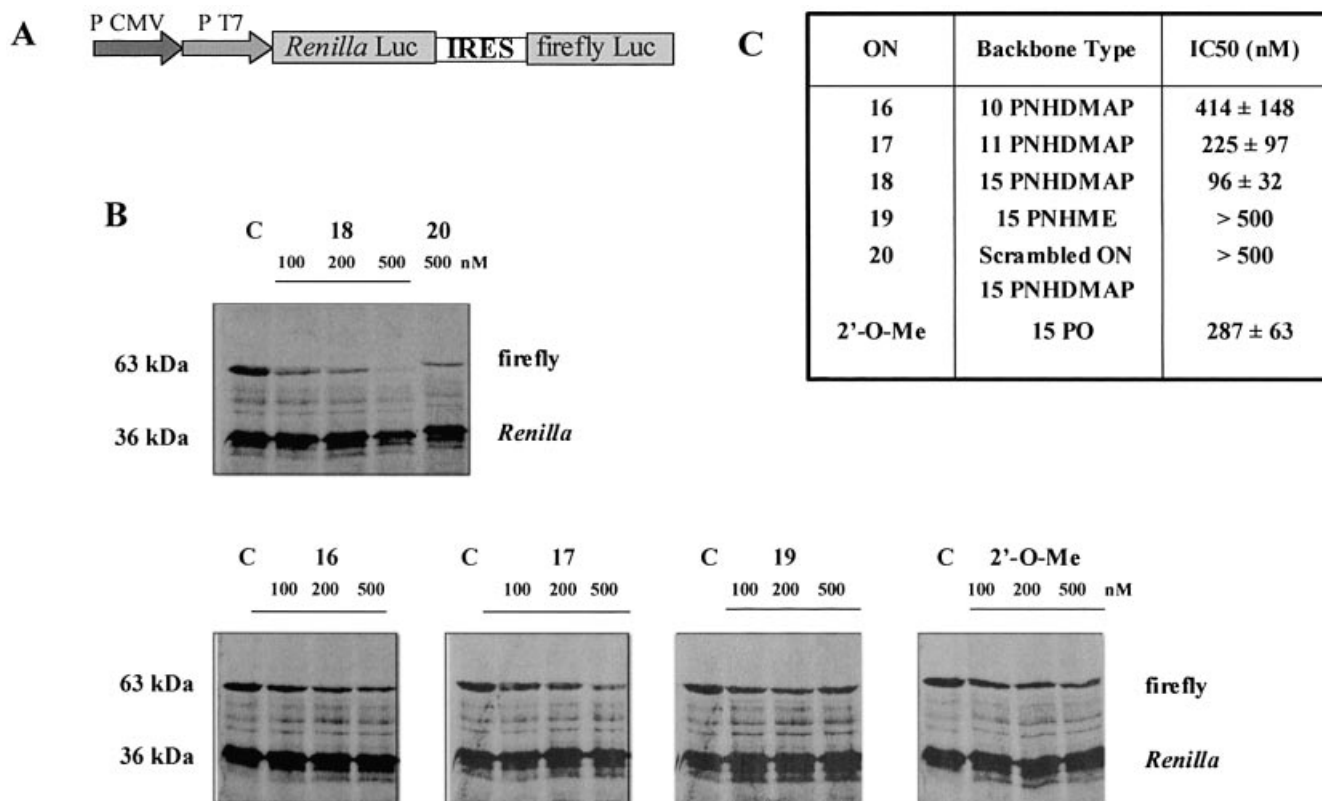 A
P CMV P T7
Renilla Luc IRES firefly Luc
B
C 18 20
100 200 500 500 nM
63 kDa firefly
36 kDa Renilla
C 16 C 17 C 19 C 2'-O-Me
100 200 500 100 200 500 100 200 500 100 200 500 nM
63 kDa firefly
36 kDa Renilla
C
ON Backbone Type IC50 (nM)
16 10 PNHDMAP 414 ± 148
17 11 PNHDMAP 225 ± 97
18 15 PNHDMAP 96 ± 32
19 15 PNHME > 500
20 Scrambled ON > 500
15 PNHDMAP
2'-O-Me 15 PO 287 ± 63